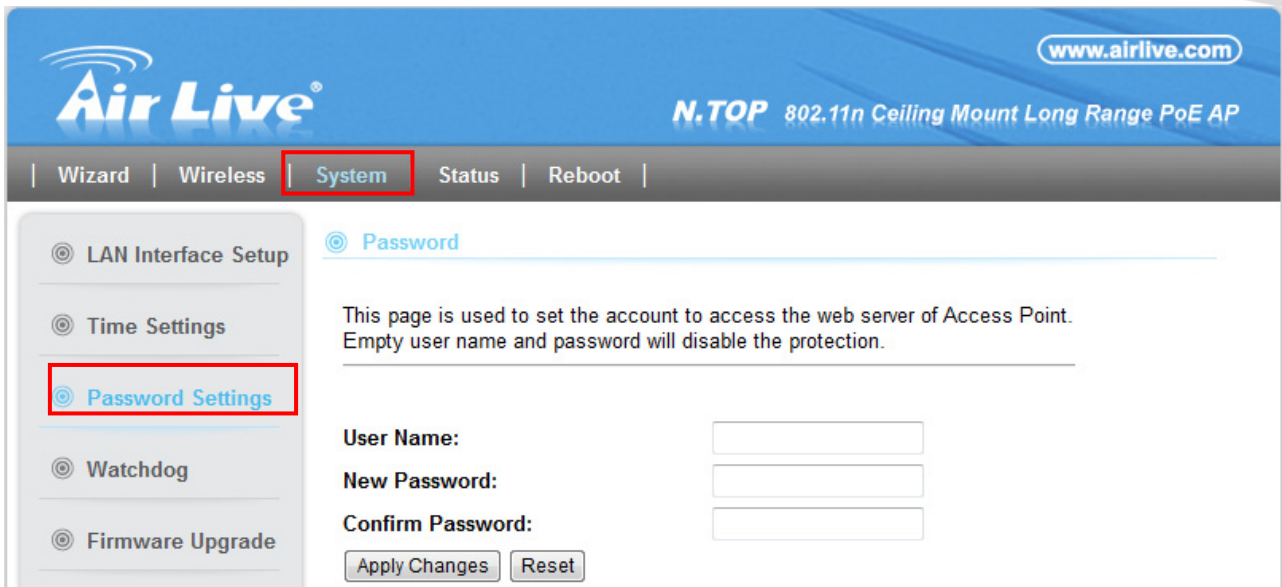 www.airlive.com
Air Live®
N.TOP 802.11n Ceiling Mount Long Range PoE AP
| Wizard | Wireless | System Status | Reboot |
LAN Interface Setup
Time Settings
Password Settings
Watchdog
Firmware Upgrade
Password
This page is used to set the account to access the web server of Access Point.
Empty user name and password will disable the protection.
User Name:
New Password:
Confirm Password:
Apply Changes Reset